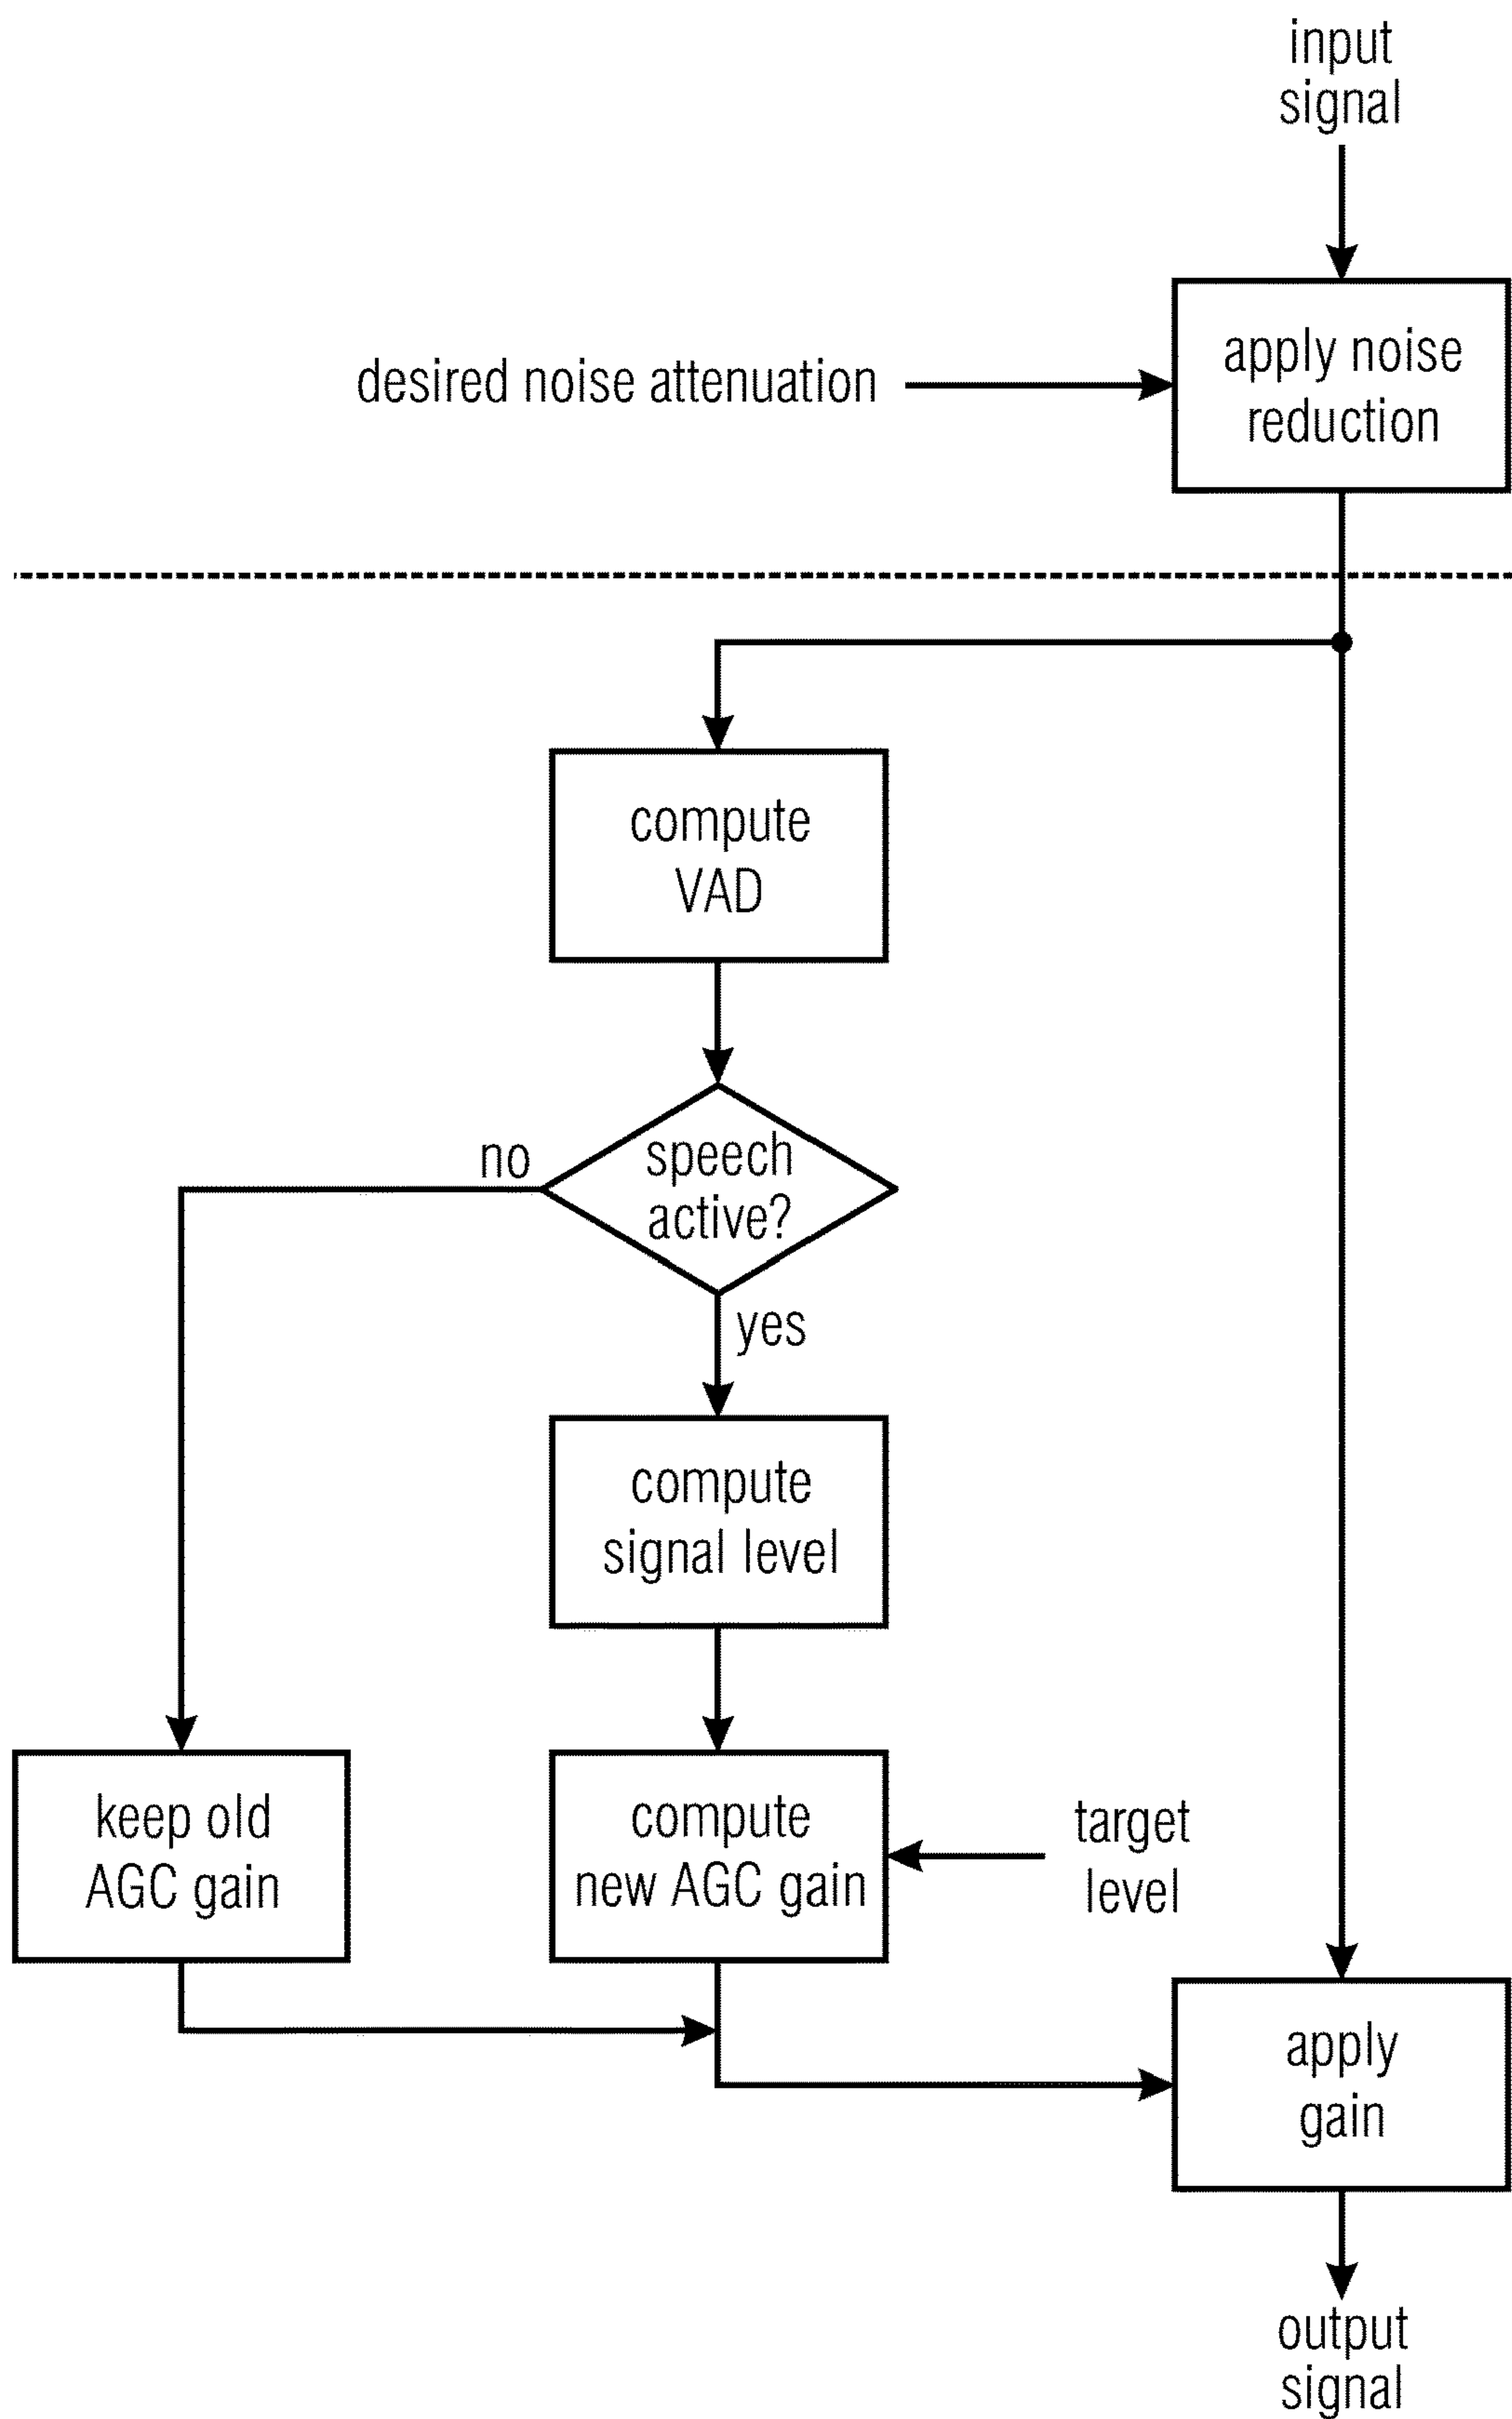 input
signal
desired noise attenuation
apply noise
reduction
compute
VAD
no
speech
active?
yes
compute
signal level
keep old
AGC gain
compute
new AGC gain
target
level
apply
gain
output
signal